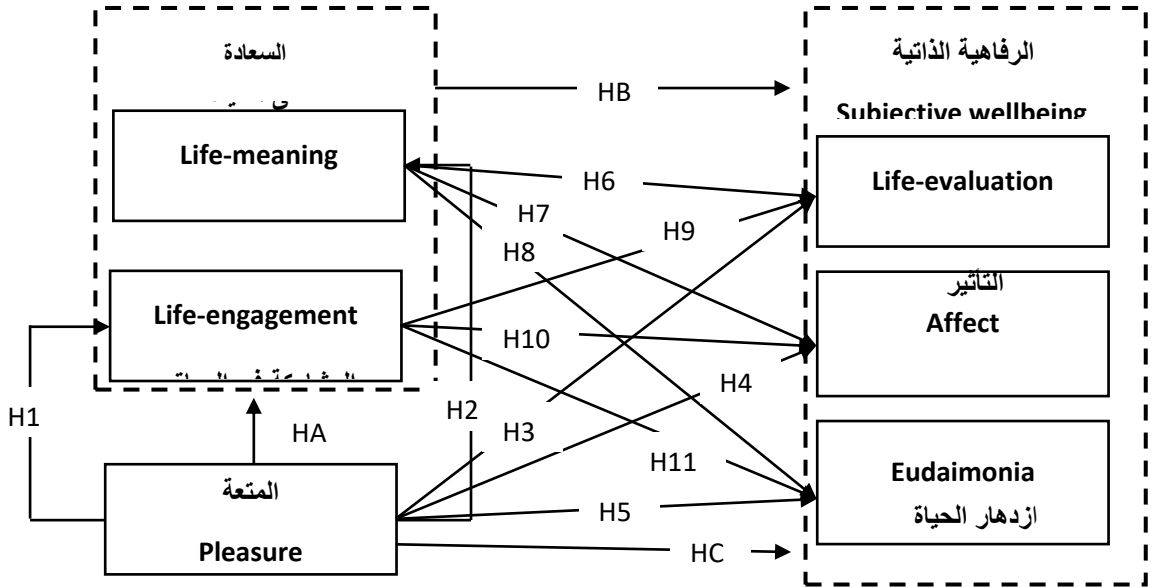 السعادة
Life-meaning
Life-engagement
المتعة
Pleasure
الرفاهية الذاتية
Subjective wellbeing
Life-evaluation
التأثير
Affect
Eudaimonia
ازدهار الحياة
HB
H6
H7
H9
H8
H10
H4
H2
H3
H11
H5
HC
H1
HA